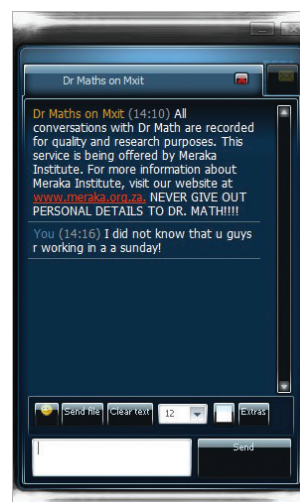 Dr Maths on Mxit
Dr Maths on Mxit (14:10) All
conversations with Dr Math are recorded
for quality and research purposes. This
service is being offered by Meraka
Institute. For more information about
Meraka Institute, visit our website at
www.meraka.org.za. NEVER GIVE OUT
PERSONAL DETAILS TO DR. MATH!!!!
You (14:16) I did not know that u guys
r working in a a sunday!
Send file Clear text 12 Extras
Send